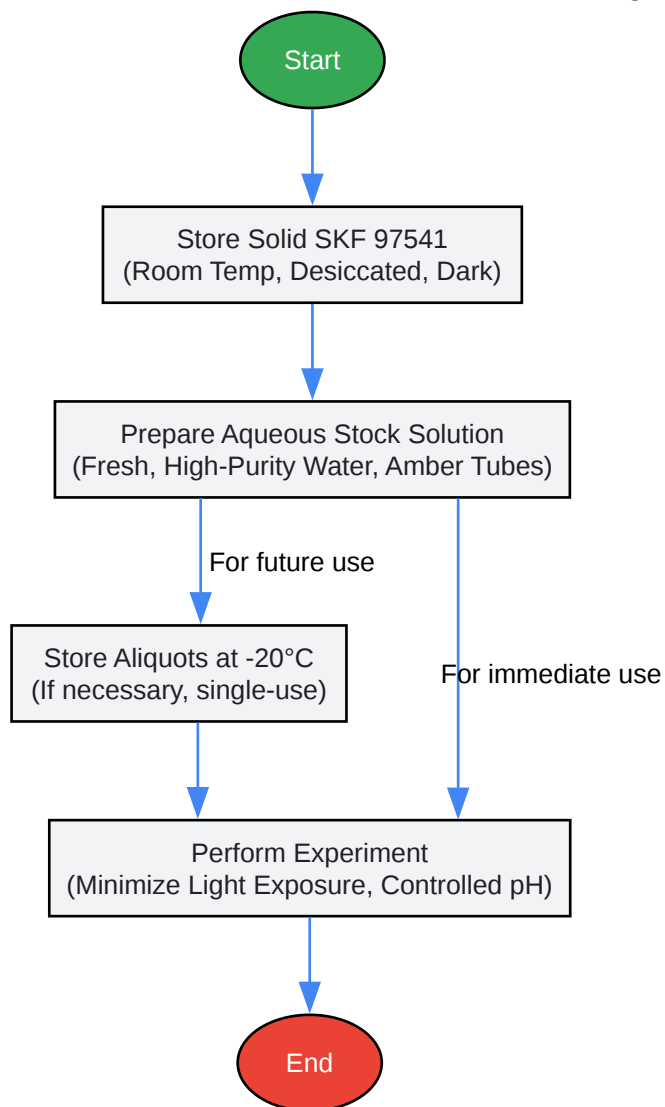 Start
Store Solid SKF 97541
(Room Temp, Desiccated, Dark)
Prepare Aqueous Stock Solution
(Fresh, High-Purity Water, Amber Tubes)
For future use
Store Aliquots at -20°C
(If necessary, single-use)
For immediate use
Perform Experiment
(Minimize Light Exposure, Controlled pH)
End